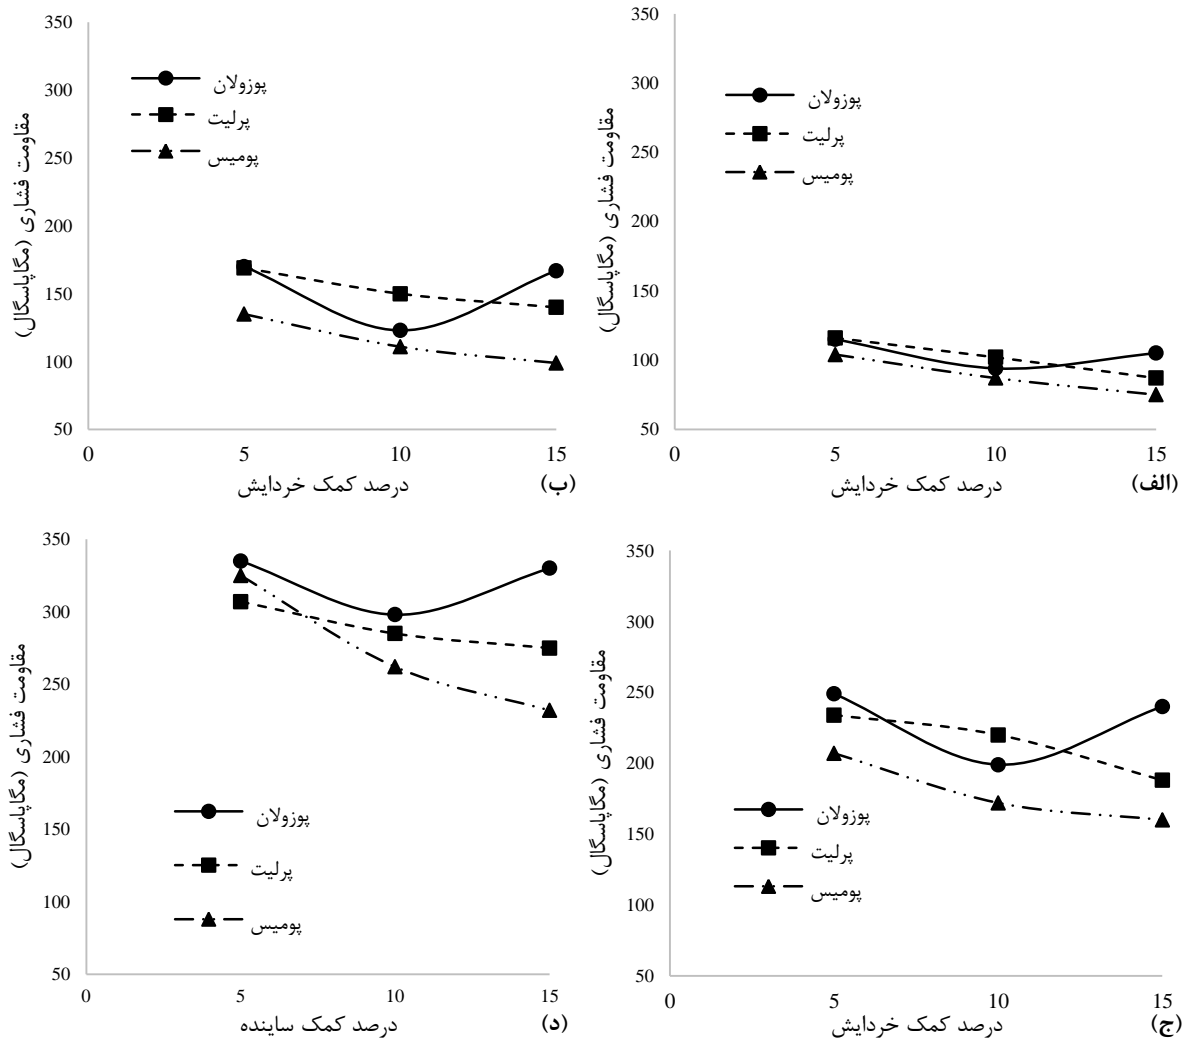 350
300
250
200
150
100
50
0
5
10
15
پوزولان
پرلیت
پومیس
مقاومت فشاری (مگاپاسگال)
درصد کمک خردایش
(الف)
350
300
250
200
150
100
50
0
5
10
15
پوزولان
پرلیت
پومیس
مقاومت فشاری (مگاپاسگال)
درصد کمک خردایش
(ب)
350
300
250
200
150
100
50
0
5
10
15
پوزولان
پرلیت
پومیس
مقاومت فشاری (مگاپاسگال)
درصد کمک خردایش
(ج)
350
300
250
200
150
100
50
0
5
10
15
پوزولان
پرلیت
پومیس
مقاومت فشاری (مگاپاسگال)
درصد کمک ساینده
(د)